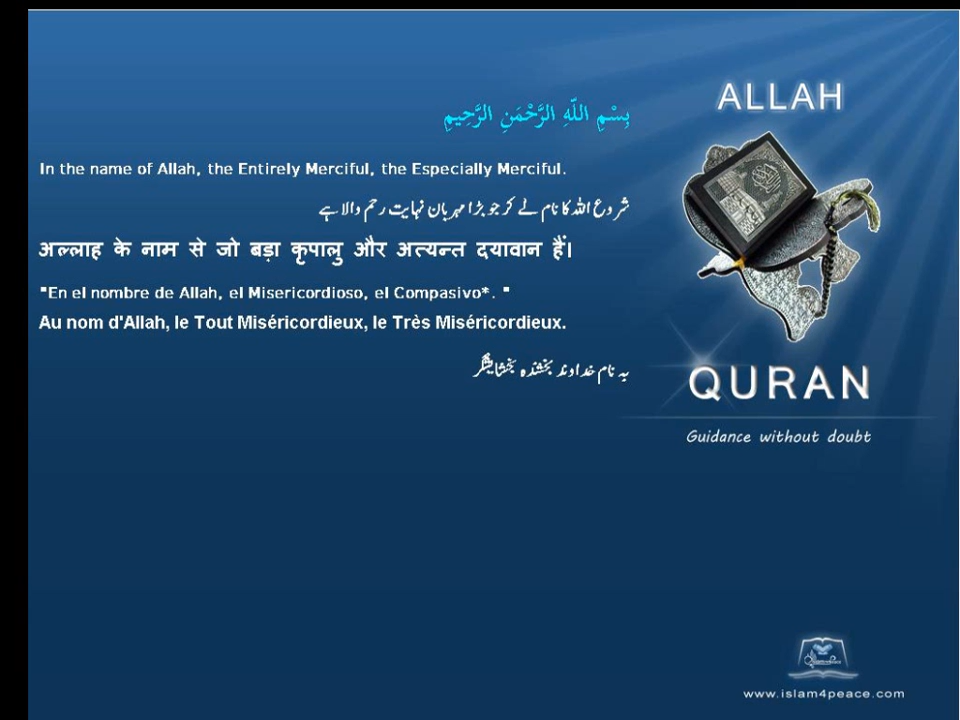 بِسْمِ اللّهِ الرَّحْمَنِ الرَّحِيمِ
In the name of Allah, the Entirely Merciful, the Especially Merciful.
شروع الله کا نام لے کر جو بڑا مہربان نہایت رحم والا ہے
अल्लाह के नाम से जो बड़ा कृपालु और अत्यन्त दयावान हैं।
"En el nombre de Allah, el Misericordioso, el Compasivo*. "
Au nom d'Allah, le Tout Miséricordieux, le Très Miséricordieux.
به نام خداوند بخشنده بخشایشگر
ALLAH
QURAN
Guidance without doubt
www.islam4peace.com